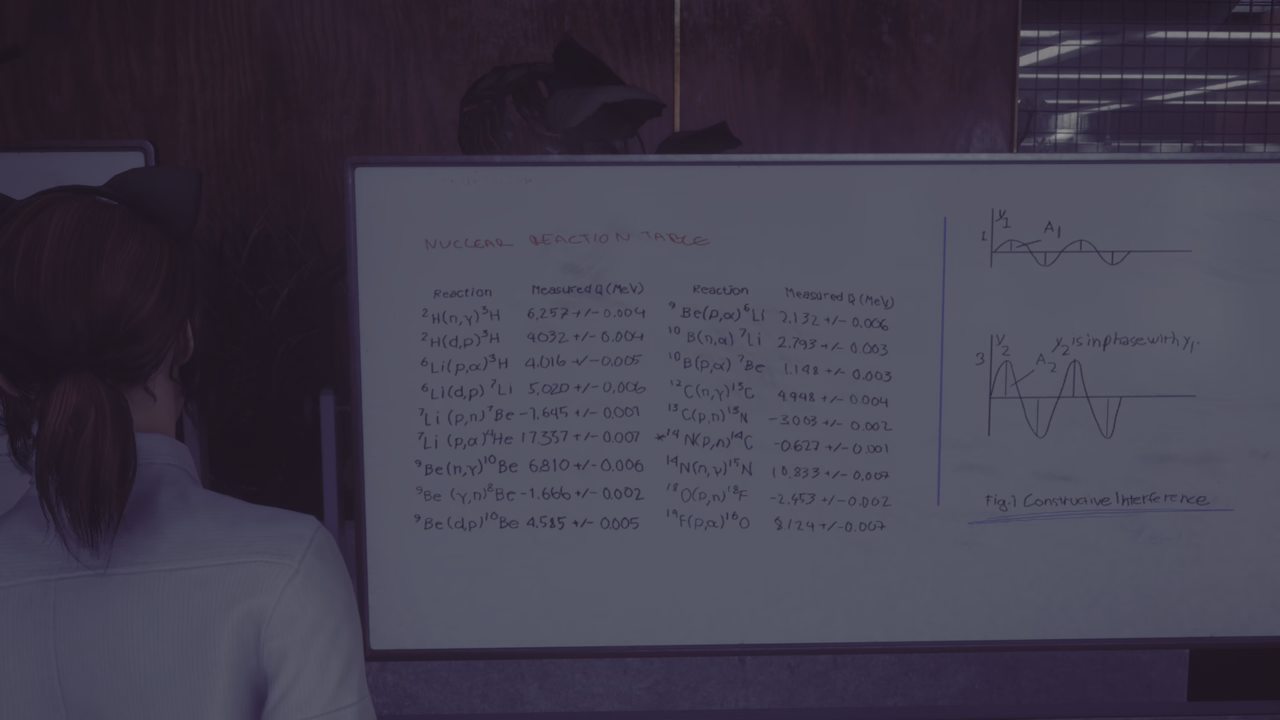 NUCLEAR REACTION TABLE
Reaction Measured Q (MeV)
²H(n,γ)³H 6.257 +/- 0.004
²H(d,p)³H 4032 +/- 0.004
⁶Li(p,α)³H 4.016 +/- 0.005
⁶Li(d,p)⁷Li 5.020 +/- 0.006
⁷Li(p,n)⁷Be -1.645 +/- 0.001
⁷Li(p,α)⁴He 17.337 +/- 0.007
⁹Be(n,γ)¹⁰Be 6.810 +/- 0.006
⁹Be(γ,n)⁸Be -1.666 +/- 0.002
⁹Be(d,p)¹⁰Be 4.585 +/- 0.005
Reaction Measured Q (MeV)
⁹Be(p,α)⁶Li 2.132 +/- 0.006
¹⁰B(n,α)⁷Li 2.793 +/- 0.003
¹⁰B(p,α)⁷Be 1.148 +/- 0.003
¹²C(n,γ)¹³C 4.948 +/- 0.004
¹³C(p,n)¹³N -3.003 +/- 0.002
*¹⁴N(p,n)¹⁴C -0.627 +/- 0.001
¹⁴N(n,γ)¹⁵N 10.833 +/- 0.007
¹⁸O(p,n)¹⁸F -2.453 +/- 0.002
¹⁹F(p,α)¹⁶O 8.124 +/- 0.007
y₁
1 A₁
y₂ y₂ is in phase with y₁.
3 A₂
Fig.1 Constructive Interference